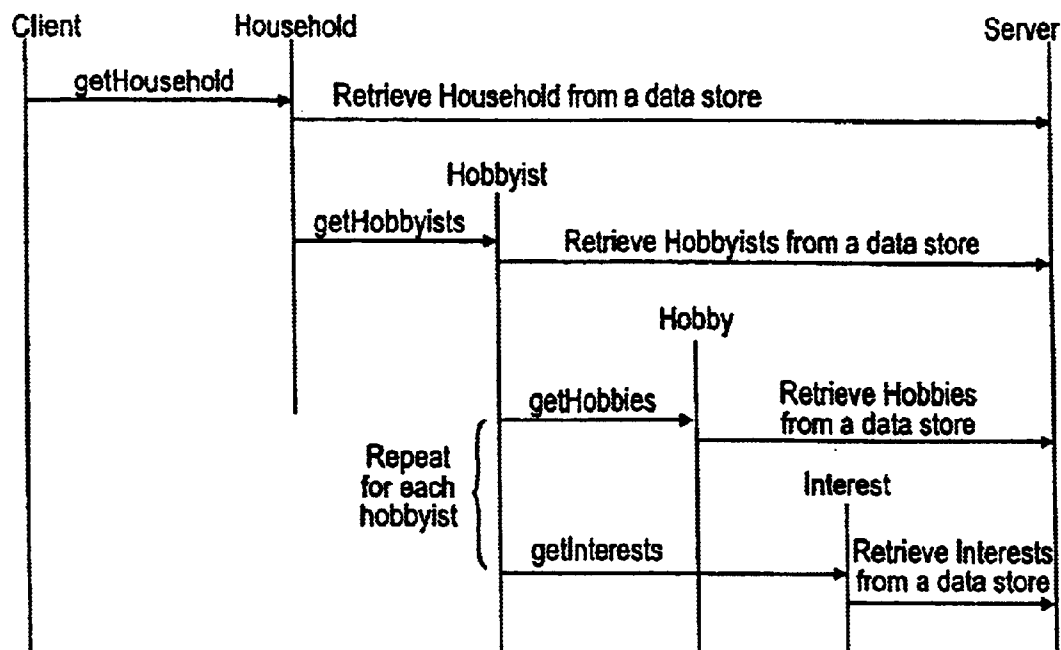 Client
Household
Server
getHousehold
Retrieve Household from a data store
Hobbyist
getHobbyists
Retrieve Hobbyists from a data store
Hobby
getHobbies
Retrieve Hobbies
from a data store
Repeat
for each
hobbyist
Interest
getInterests
Retrieve Interests
from a data store